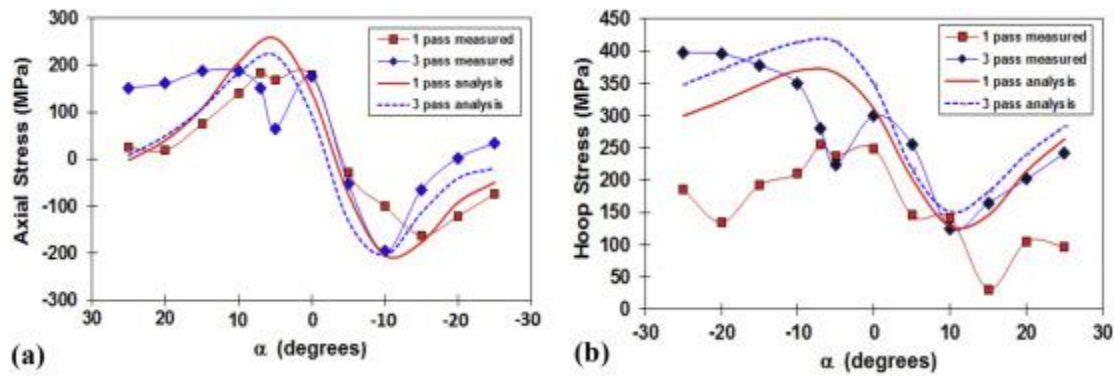 300
200
100
0
-100
-200
-300
Axial Stress (MPa)
1 pass measured
3 pass measured
1 pass analysis
3 pass analysis
30 20 10 0 -10 -20 -30
α (degrees)
(a)
450
400
350
300
250
200
150
100
50
0
Hoop Stress (MPa)
1 pass measured
3 pass measured
1 pass analysis
3 pass analysis
-30 -20 -10 0 10 20 30
α (degrees)
(b)